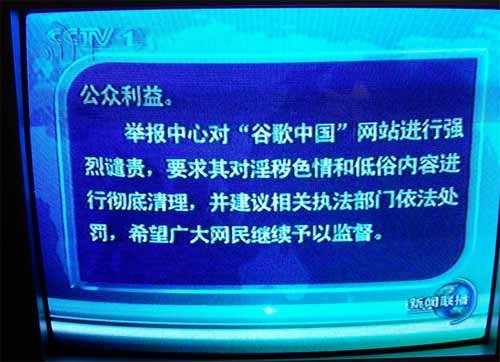 CCTV 1
公众利益。
举报中心对“谷歌中国”网站进行强
烈谴责，要求其对淫秽色情和低俗内容进
行彻底清理，并建议相关执法部门依法处
罚，希望广大网民继续予以监督。
新闻联播